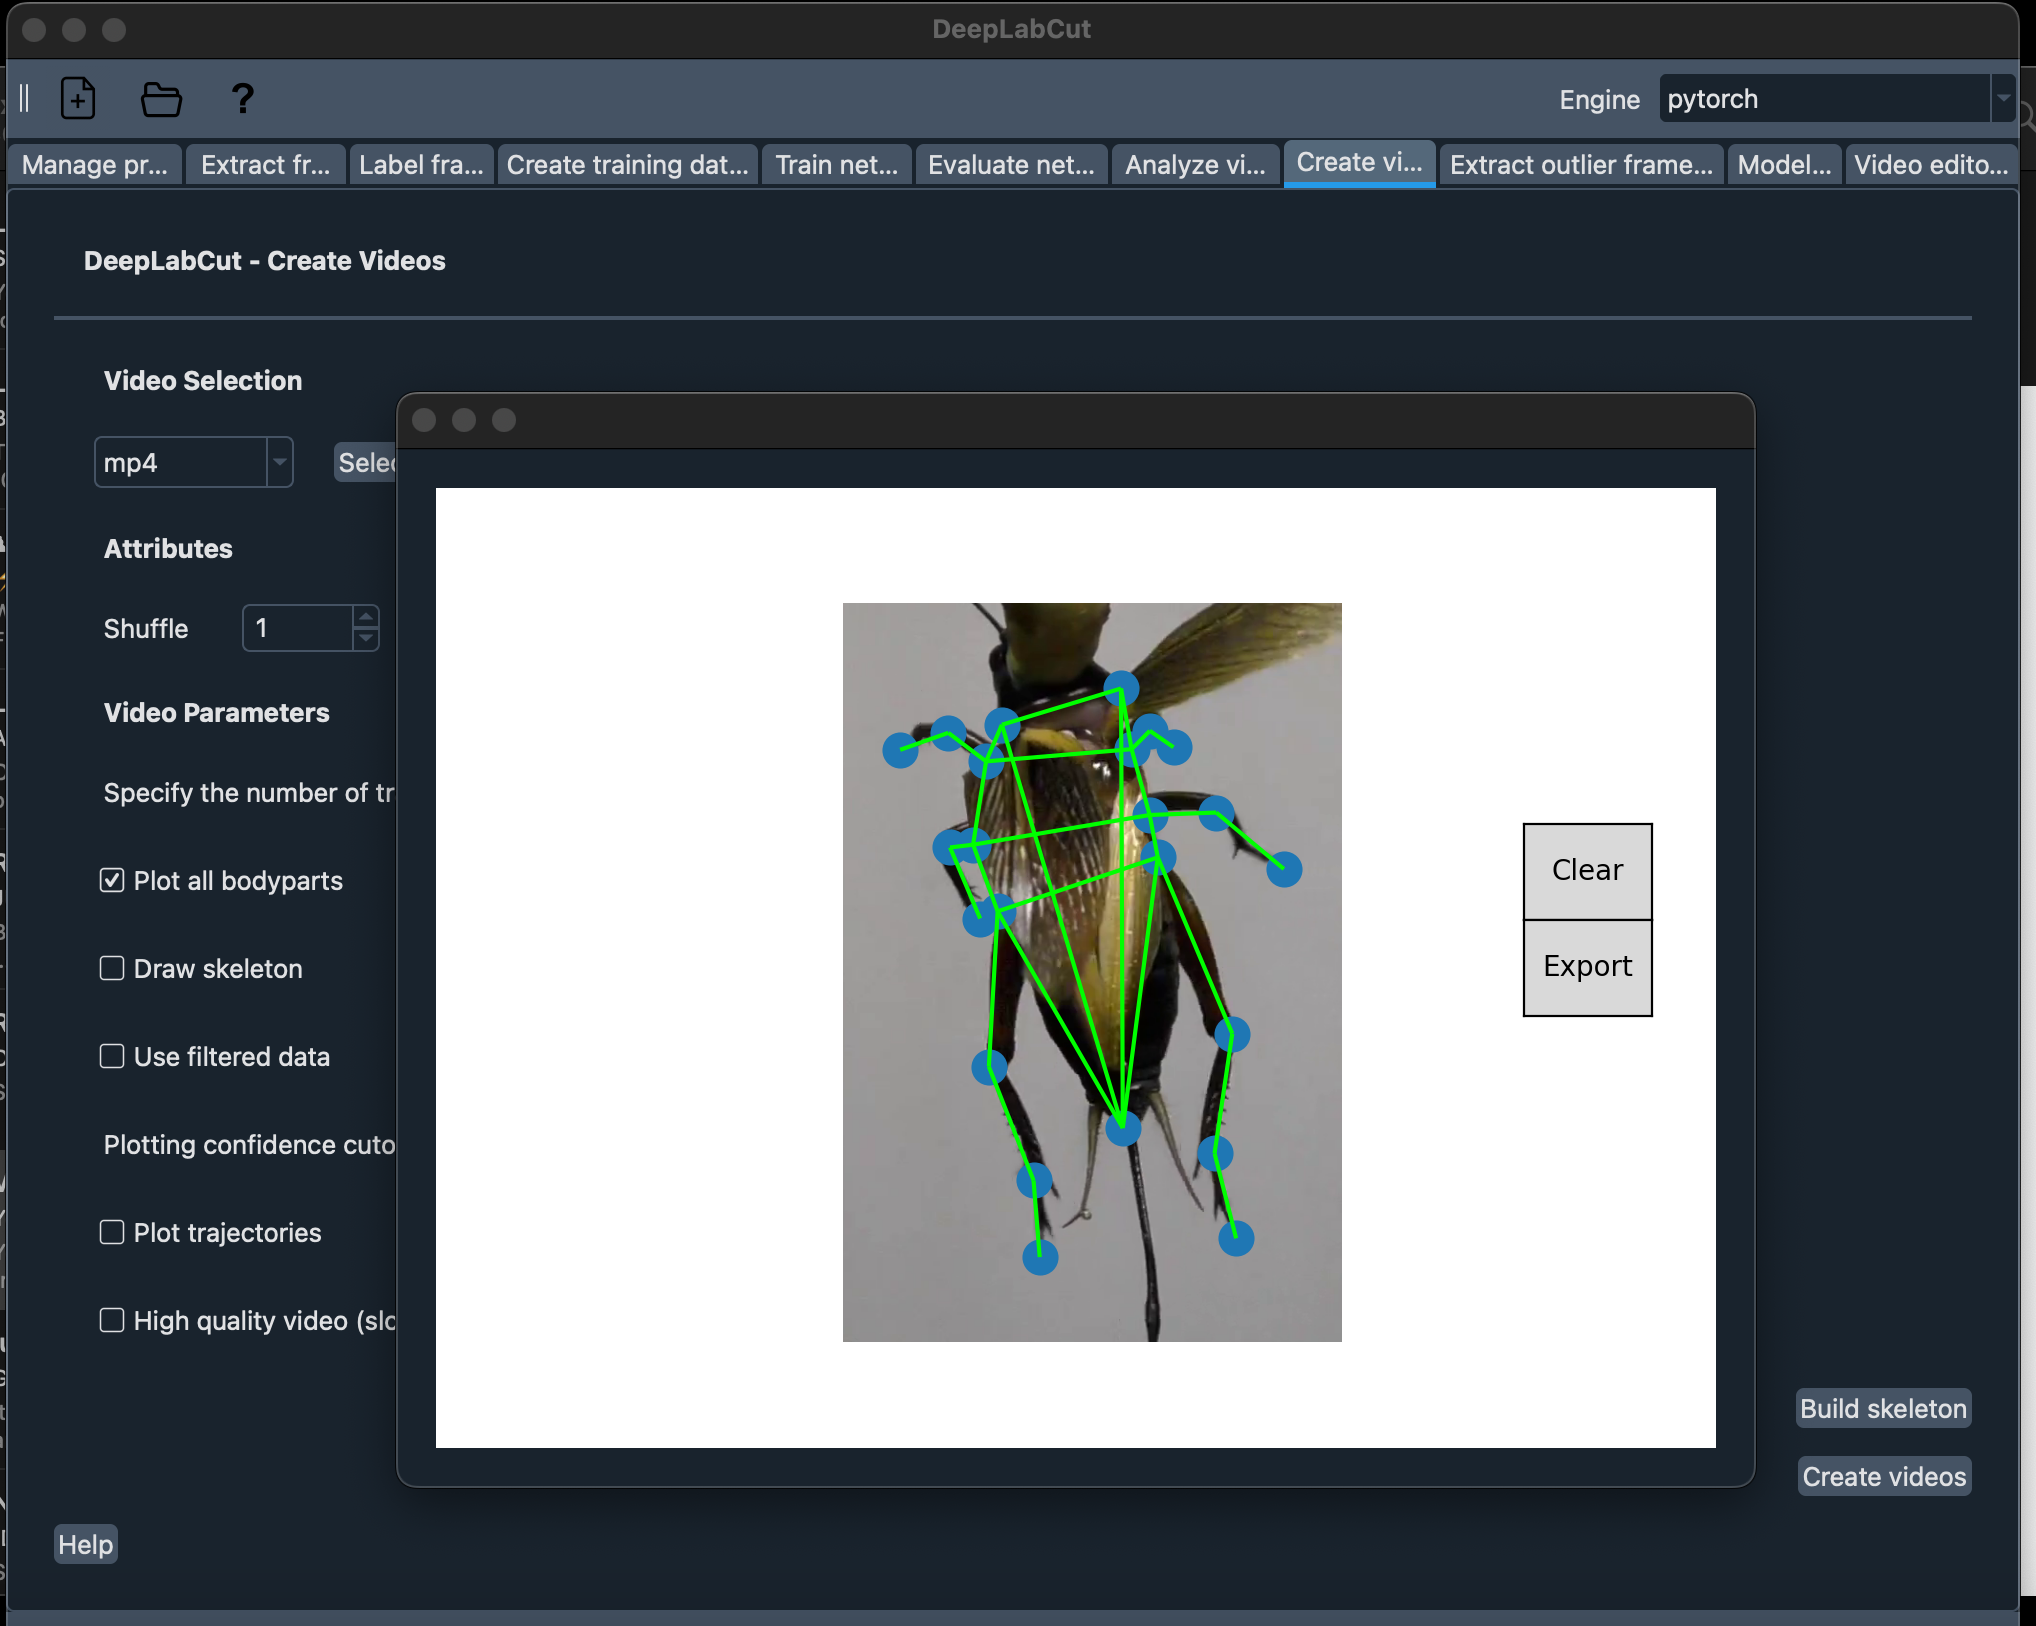 DeepLabCut
? Engine pytorch
Manage pr... Extract fr... Label fra... Create training dat... Train net... Evaluate net... Analyze vi... Create vi... Extract outlier frame... Model... Video edito...
DeepLabCut - Create Videos
Video Selection
mp4 Selec
Attributes
Shuffle 1
Video Parameters
Specify the number of tr
Plot all bodyparts
Draw skeleton
Use filtered data
Plotting confidence cuto
Plot trajectories
High quality video (slo
Clear
Export
Build skeleton
Create videos
Help